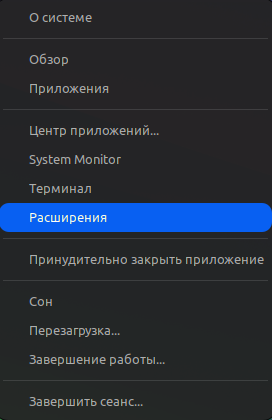 О системе
Обзор
Приложения
Центр приложений...
System Monitor
Терминал
Расширения
Принудительно закрыть приложение
Сон
Перезагрузка...
Завершение работы...
Завершить сеанс...